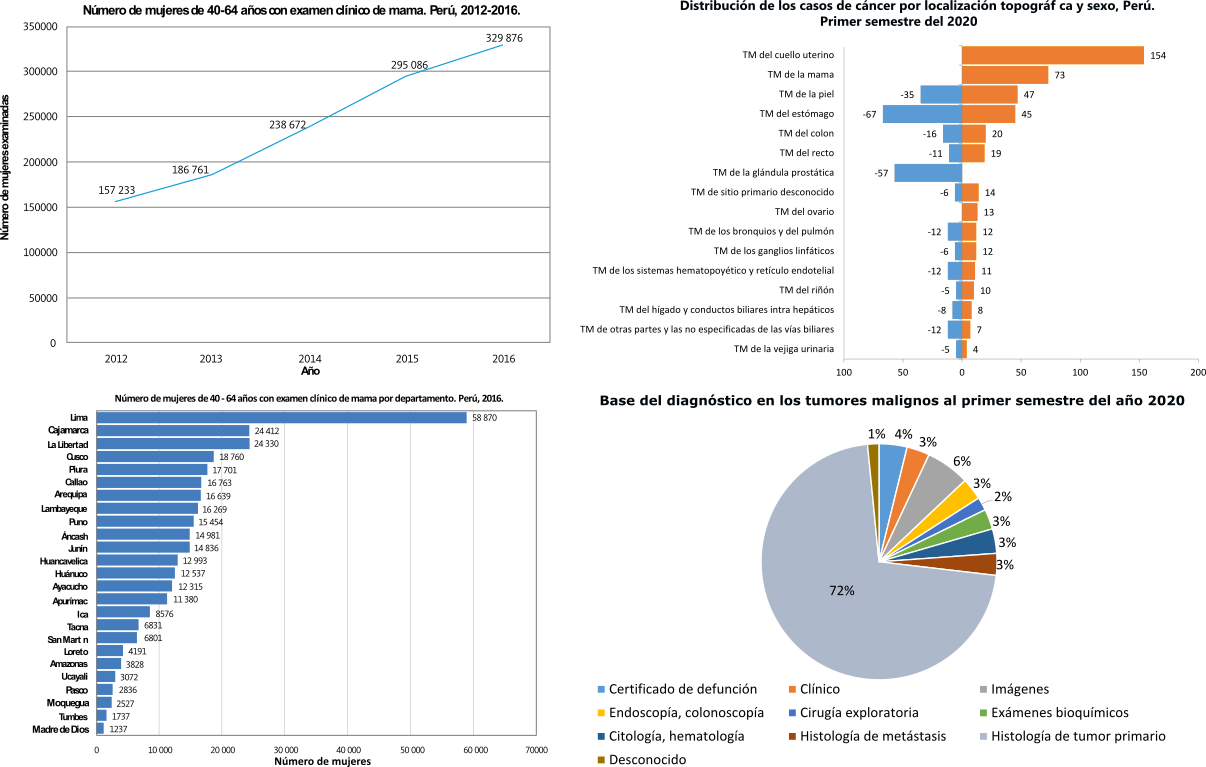 Número de mujeres de 40-64 años con examen clínico de mama. Perú, 2012-2016.
Número de mujeres examinadas
350000
300000
250000
200000
150000
100000
50000
0
157 233
186 761
238 672
295 086
329 876
2012 2013 2014 2015 2016
Año
Distribución de los casos de cáncer por localización topográf ca y sexo, Perú.
Primer semestre del 2020
TM del cuello uterino 154
TM de la mama 73
TM de la piel -35 47
TM del estómago -67 45
TM del colon -16 20
TM del recto -11 19
TM de la glándula prostática -57
TM de sitio primario desconocido -6 14
TM del ovario 13
TM de los bronquios y del pulmón -12 12
TM de los ganglios linfáticos -6 12
TM de los sistemas hematopoyético y retículo endotelial -12 11
TM del riñón -5 10
TM del hígado y conductos biliares intra hepáticos -8 8
TM de otras partes y las no especificadas de las vías biliares -12 7
TM de la vejiga urinaria -5 4
100 50 0 50 100 150 200
Número de mujeres de 40 - 64 años con examen clínico de mama por departamento. Perú, 2016.
Lima 58 870
Cajamarca 24 412
La Libertad 24 330
Cusco 18 760
Piura 17 701
Callao 16 763
Arequipa 16 639
Lambayeque 16 269
Puno 15 454
Áncash 14 981
Junín 14 836
Huancavelica 12 993
Huánuco 12 537
Ayacucho 12 315
Apurímac 11 380
Ica 8576
Tacna 6831
San Mart n 6801
Loreto 4191
Amazonas 3828
Ucayali 3072
Pasco 2836
Moquegua 2527
Tumbes 1737
Madre de Dios 1237
0 10 000 20 000 30 000 40 000 50 000 60 000 70000
Número de mujeres
Base del diagnóstico en los tumores malignos al primer semestre del año 2020
1% 4% 3%
6%
3%
2%
3%
3%
3%
72%
Certificado de defunción Clínico Imágenes
Endoscopía, colonoscopía Cirugía exploratoria Exámenes bioquímicos
Citología, hematología Histología de metástasis Histología de tumor primario
Desconocido